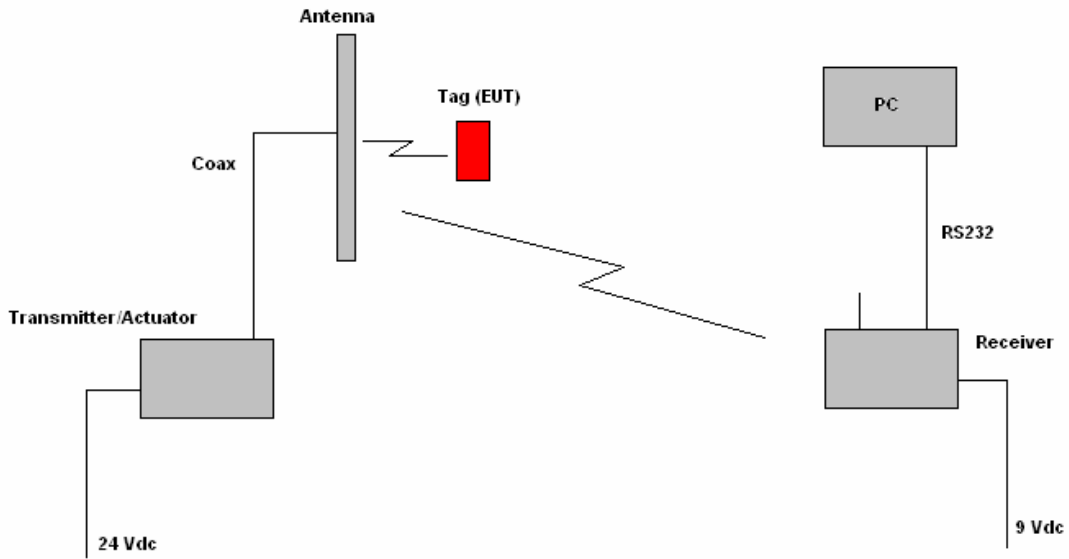 Antenna
Tag (EUT)
PC
Coax
RS232
Transmitter/Actuator
Receiver
24 Vdc
9 Vdc